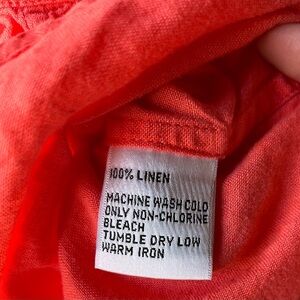 100% LINEN
MACHINE WASH COLD
ONLY NON-CHLORINE
BLEACH
TUMBLE DRY LOW
WARM IRON